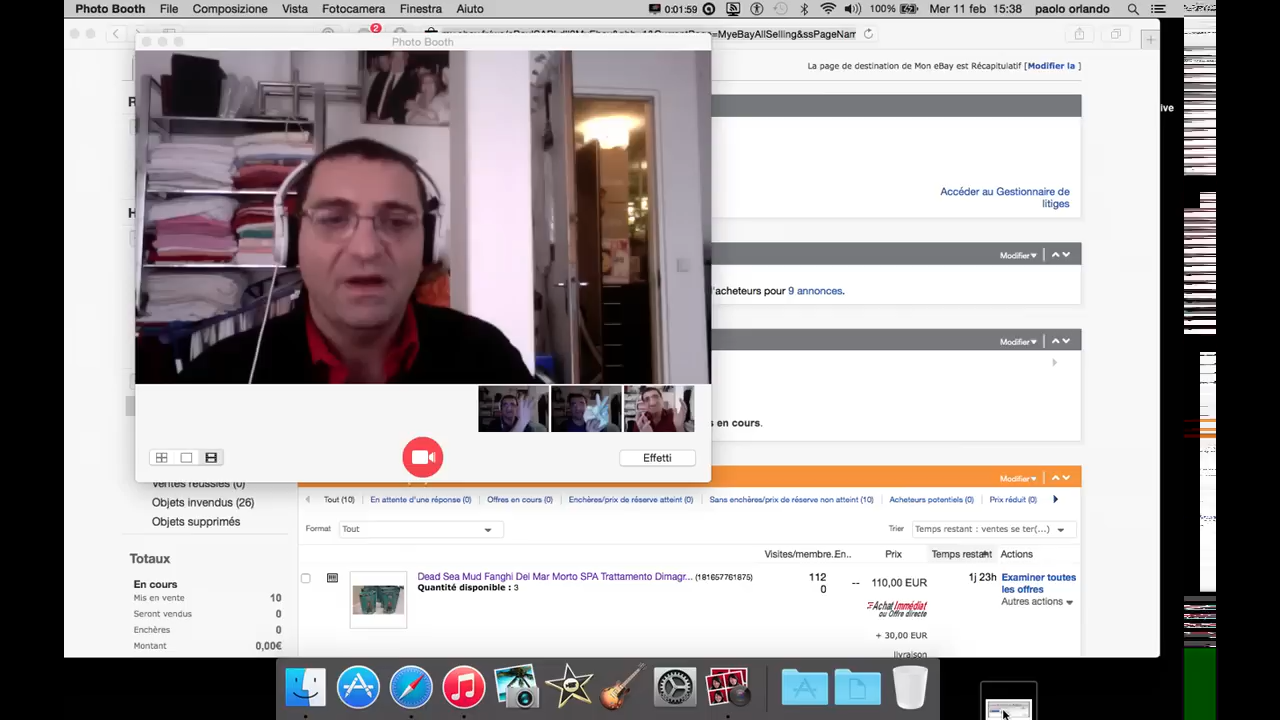 Photo Booth File Composizione Vista Fotocamera Finestra Aiuto 0:01:59 100% Mer 11 feb 15:38 paolo orlando
2
Photo Booth
CurrentPage=MyeBayAllSelling&ssPageNam
La page de destination de Mon eBay est Récapitulatif [Modifier la ]
ive
Accéder au Gestionnaire de
litiges
Modifier
'acheteurs pour 9 annonces.
Modifier
s en cours.
Effetti
Modifier
Ventes réussies (0)
Objets invendus (26)
Objets supprimés
Tout (10) En attente d'une réponse (0) Offres en cours (0) Enchères/prix de réserve atteint (0) Sans enchères/prix de réserve non atteint (10) Acheteurs potentiels (0) Prix réduit (0)
Format Tout Trier Temps restant : ventes se ter(...)
Totaux
Visites/membre. En.. Prix Temps restant Actions
En cours
Mis en vente 10
Seront vendus 0
Enchères 0
Montant 0,00€
Dead Sea Mud Fanghi Del Mar Morto SPA Trattamento Dimagr... (181657761875)
Quantité disponible : 3
112
0
-- 110,00 EUR
Achat Immédiat
ou Offre directe
+ 30,00 EUR
livraison
1j 23h
Examiner toutes
les offres
Autres actions